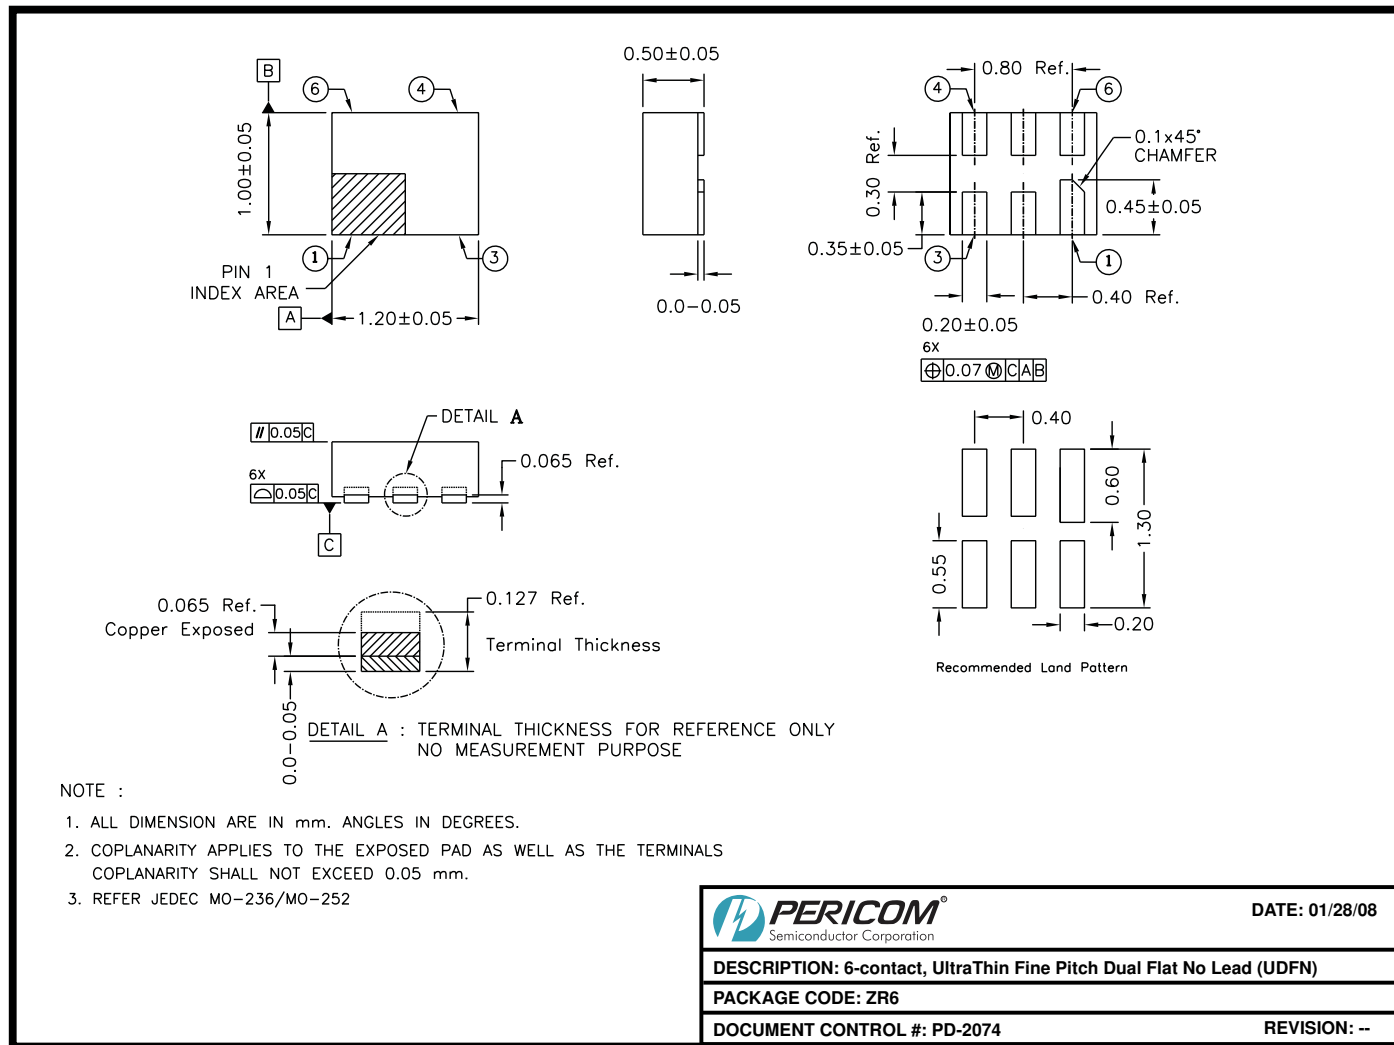 B
6
4
1.00±0.05
1
3
PIN 1
INDEX AREA
A
1.20±0.05
0.50±0.05
0.0-0.05
0.80 Ref.
4
6
0.1x45°
CHAMFER
0.30 Ref.
0.45±0.05
0.35±0.05
3
1
0.40 Ref.
0.20±0.05
6X
⌖ 0.07 Ⓜ C A B
DETAIL A
// 0.05 C
0.065 Ref.
6X
⌓ 0.05 C
C
0.40
0.60
1.30
0.55
0.20
Recommended Land Pattern
0.065 Ref.
Copper Exposed
0.127 Ref.
Terminal Thickness
0.0-0.05
DETAIL A : TERMINAL THICKNESS FOR REFERENCE ONLY
NO MEASUREMENT PURPOSE
NOTE :
1. ALL DIMENSION ARE IN mm. ANGLES IN DEGREES.
2. COPLANARITY APPLIES TO THE EXPOSED PAD AS WELL AS THE TERMINALS
COPLANARITY SHALL NOT EXCEED 0.05 mm.
3. REFER JEDEC MO-236/MO-252
PERICOM®
Semiconductor Corporation
DATE: 01/28/08
DESCRIPTION: 6-contact, UltraThin Fine Pitch Dual Flat No Lead (UDFN)
PACKAGE CODE: ZR6
DOCUMENT CONTROL #: PD-2074
REVISION: --